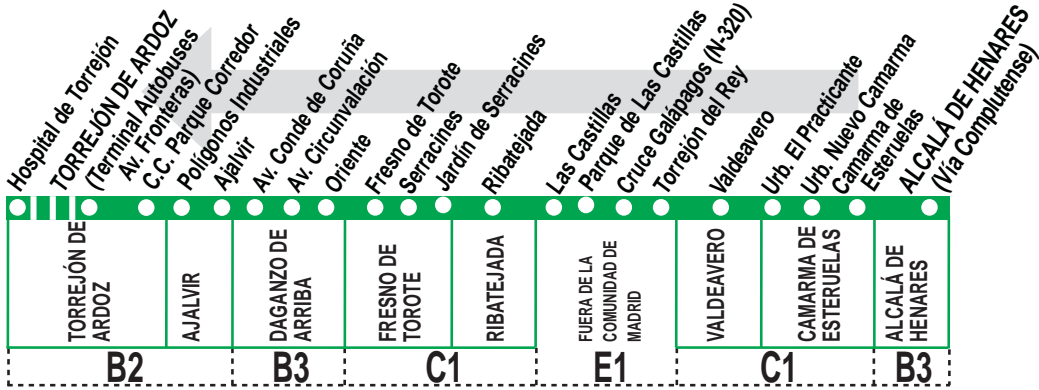 Hospital de Torrejón
TORREJÓN DE ARDOZ
(Terminal Autobuses
Av. Fronteras)
C.C. Parque Corredor
Polígonos Industriales
Ajalvir
Av. Conde de Coruña
Av. Circunvalación
Oriente
Fresno de Torote
Serracines
Jardín de Serracines
Ribatejada
Las Castillas
Parque de Las Castillas
Cruce Galápagos (N-320)
Torrejón del Rey
Valdeavero
Urb. El Practicante
Urb. Nuevo Camarma
Camarma de
Esteruelas
ALCALÁ DE HENARES
(Vía Complutense)
TORREJÓN DE
ARDOZ
AJALVIR
DAGANZO DE
ARRIBA
FRESNO DE
TOROTE
RIBATEJADA
FUERA DE LA
COMUNIDAD DE
MADRID
VALDEAVERO
CAMARMA DE
ESTERUELAS
ALCALÁ DE
HENARES
B2
B3
C1
E1
C1
B3